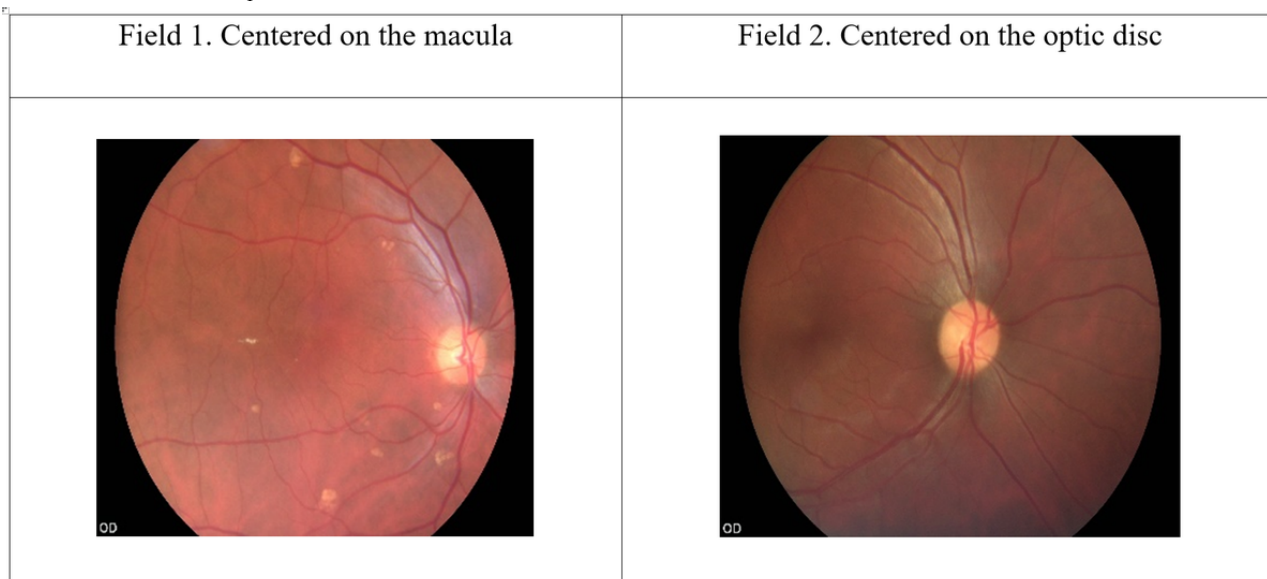 Field 1. Centered on the macula
Field 2. Centered on the optic disc
OD
OD